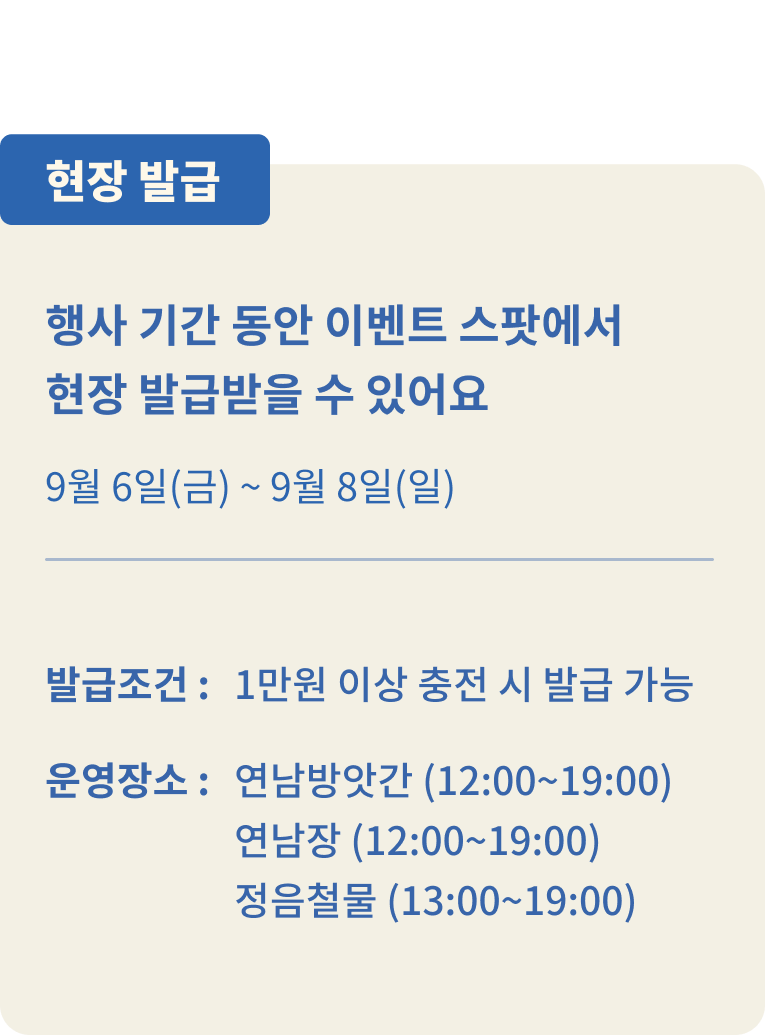 현장 발급
행사 기간 동안 이벤트 스팟에서
현장 발급받을 수 있어요
9월 6일(금) ~ 9월 8일(일)
발급조건 : 1만원 이상 충전 시 발급 가능
운영장소 : 연남방앗간 (12:00~19:00)
연남장 (12:00~19:00)
정음철물 (13:00~19:00)